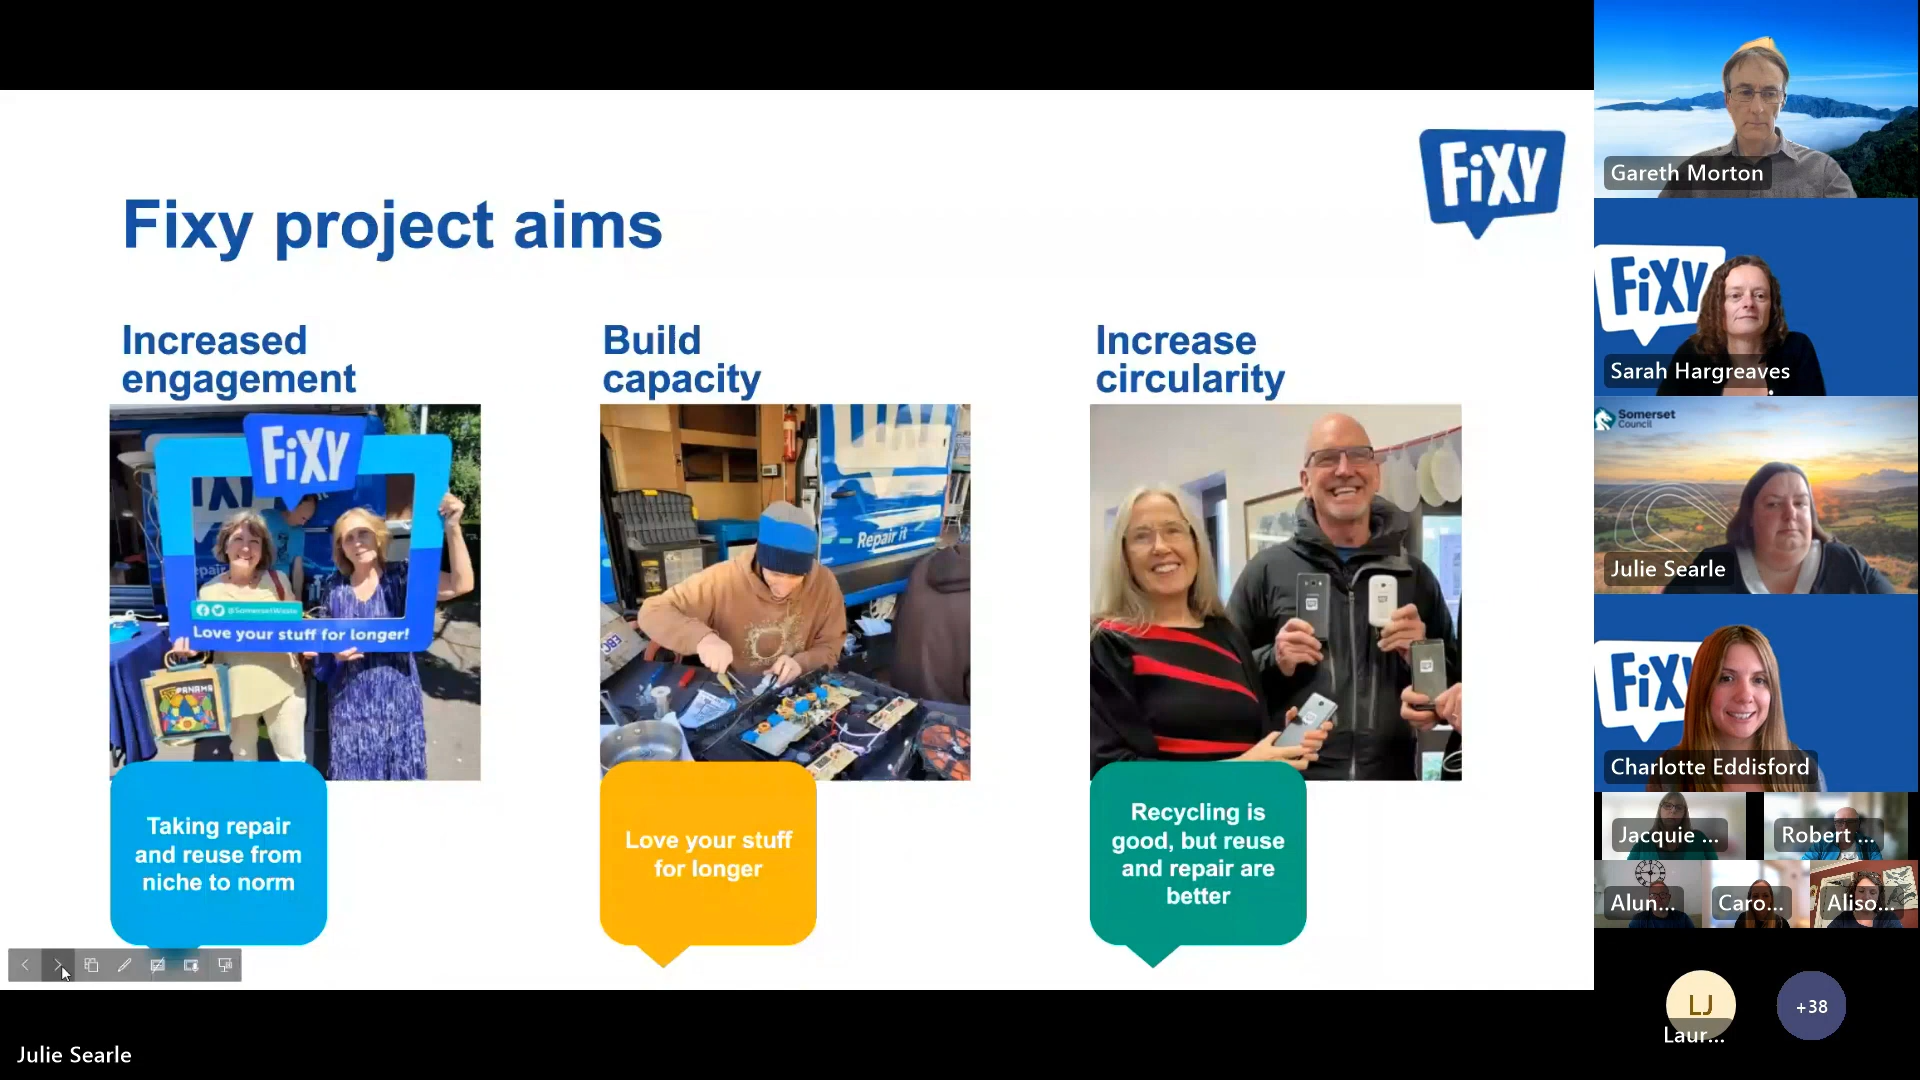 Fixy project aims
FiXY
Increased
engagement
Build
capacity
Increase
circularity
FiXY
@SomersetWaste
Love your stuff for longer!
PANAMA
Repair it
Taking repair
and reuse from
niche to norm
Love your stuff
for longer
Recycling is
good, but reuse
and repair are
better
Julie Searle
Gareth Morton
FiXY
Sarah Hargreaves
Somerset
Council
Julie Searle
FiXY
Charlotte Eddisford
Jacquie ...
Robert ...
Alun...
Caro...
Aliso...
LJ
Laur...
+38